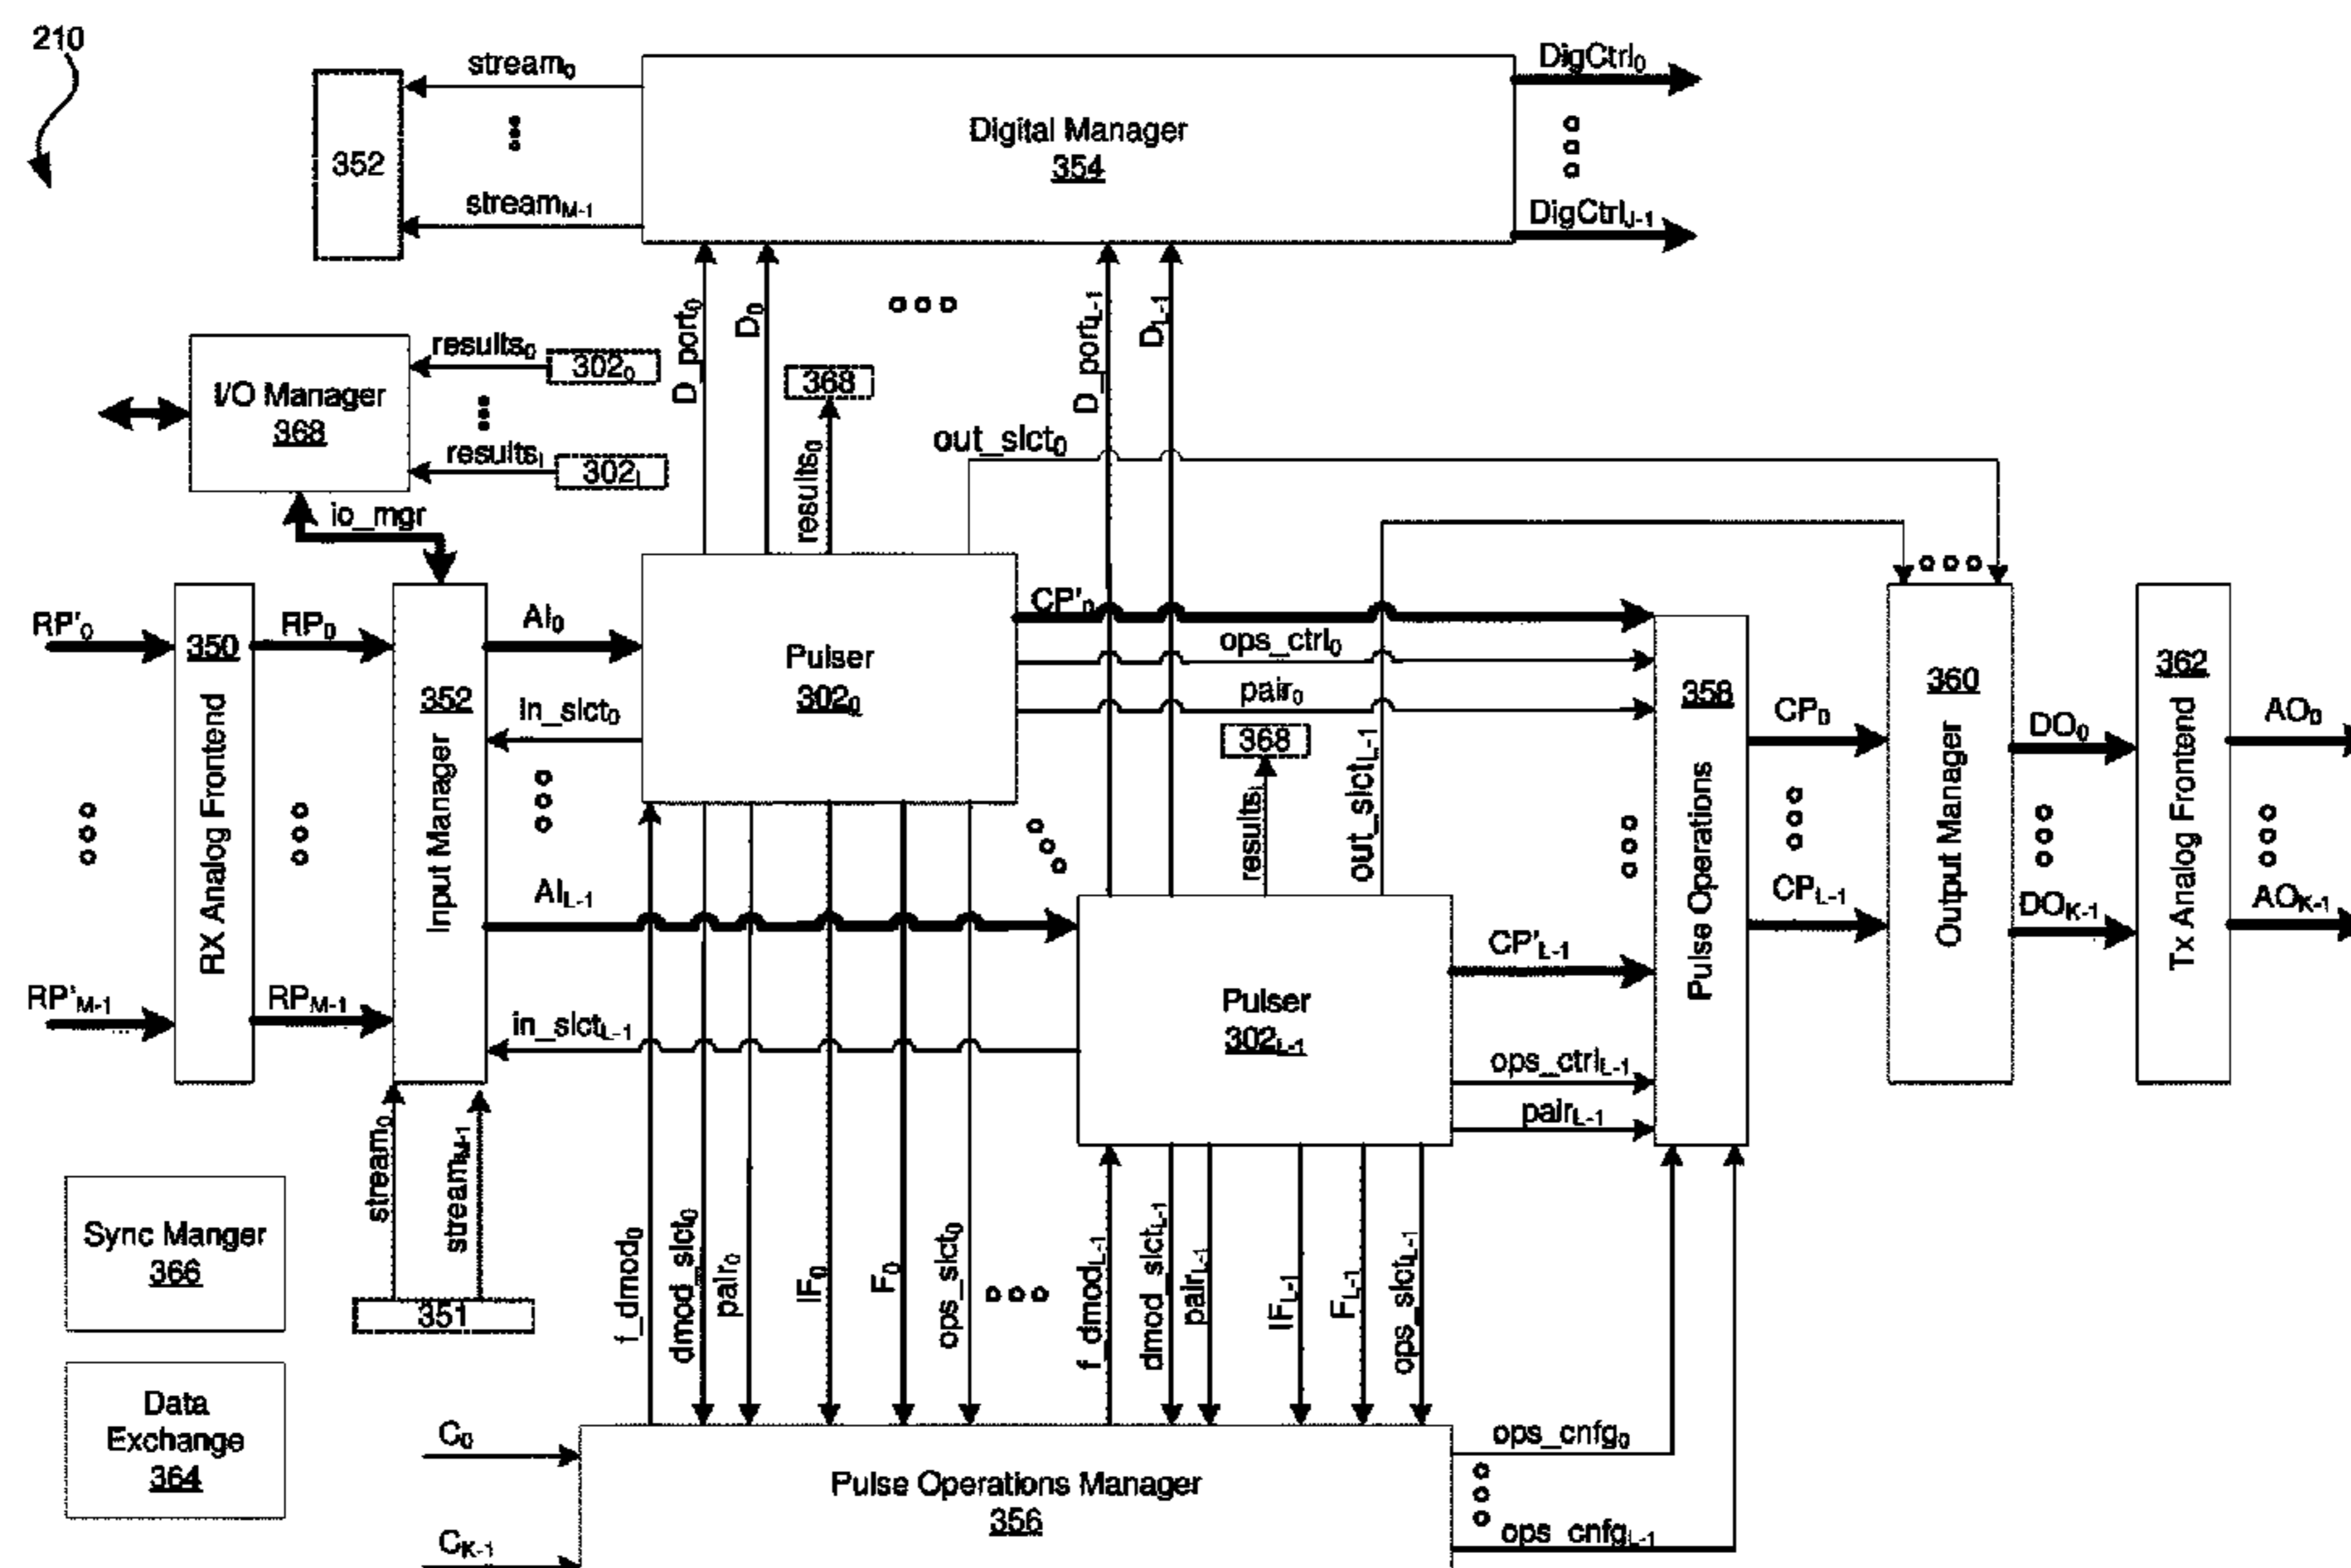 210
stream₀
DigCtrl₀
Digital Manager
354
352
streamM-1
DigCtrlJ-1
D_port₀
D₀
D_portL-1
DL-1
results₀
302₀
I/O Manager
368
368
resultsᵢ
302ᵢ
results₀
out_slct₀
io_mgr
RP'₀
350
RX Analog Frontend
RP₀
352
Input Manager
AI₀
Pulser
302₀
CP'₀
ops_ctrl₀
pair₀
in_slct₀
368
resultsᵢ
out_slctL-1
358
Pulse Operations
CP₀
360
Output Manager
DO₀
362
Tx Analog Frontend
AO₀
AIL-1
CPL-1
DOK-1
AOK-1
RP'M-1
RPM-1
in_slctL-1
Pulser
302L-1
CP'L-1
ops_ctrlL-1
pairL-1
stream₀
streamM-1
351
Sync Manger
366
f_dmod₀
dmod_slct₀
pair₀
IF₀
F₀
ops_slct₀
f_dmodL-1
dmod_slctL-1
pairL-1
IFL-1
FL-1
ops_slctL-1
Data
Exchange
364
C₀
CK-1
Pulse Operations Manager
356
ops_cnfg₀
ops_cnfgL-1